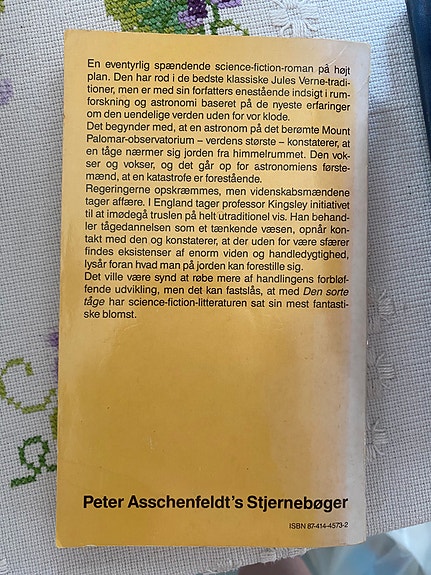 En eventyrlig spændende science-fiction-roman på højt
plan. Den har rod i de bedste klassiske Jules Verne-tradi-
tioner, men er med sin forfatters enestående indsigt i rum-
forskning og astronomi baseret på de nyeste erfaringer
om den uendelige verden uden for vor klode.
Det begynder med, at en astronom på det berømte Mount
Palomar-observatorium – verdens største – konstaterer, at
en tåge nærmer sig jorden fra himmelrummet. Den vok-
ser og vokser, og det går op for astronomiens første-
mænd, at en katastrofe er forestående.
Regeringerne opskræmmes, men videnskabsmændene
tager affære. I England tager professor Kingsley initiativet
til at imødegå truslen på helt utraditionel vis. Han behand-
ler tågedannelsen som et tænkende væsen, opnår kon-
takt med den og konstaterer, at der uden for være sfærer
findes eksistenser af enorm viden og handledygtighed,
lysår foran hvad man på jorden kan forestille sig.
Det ville være synd at røbe mere af handlingens forbløf-
fende udvikling, men det kan fastslås, at med Den sorte
tåge har science-fiction-litteraturen sat sin mest fantasti-
ske blomst.
Peter Asschenfeldt's Stjernebøger
ISBN 87-414-4573-2